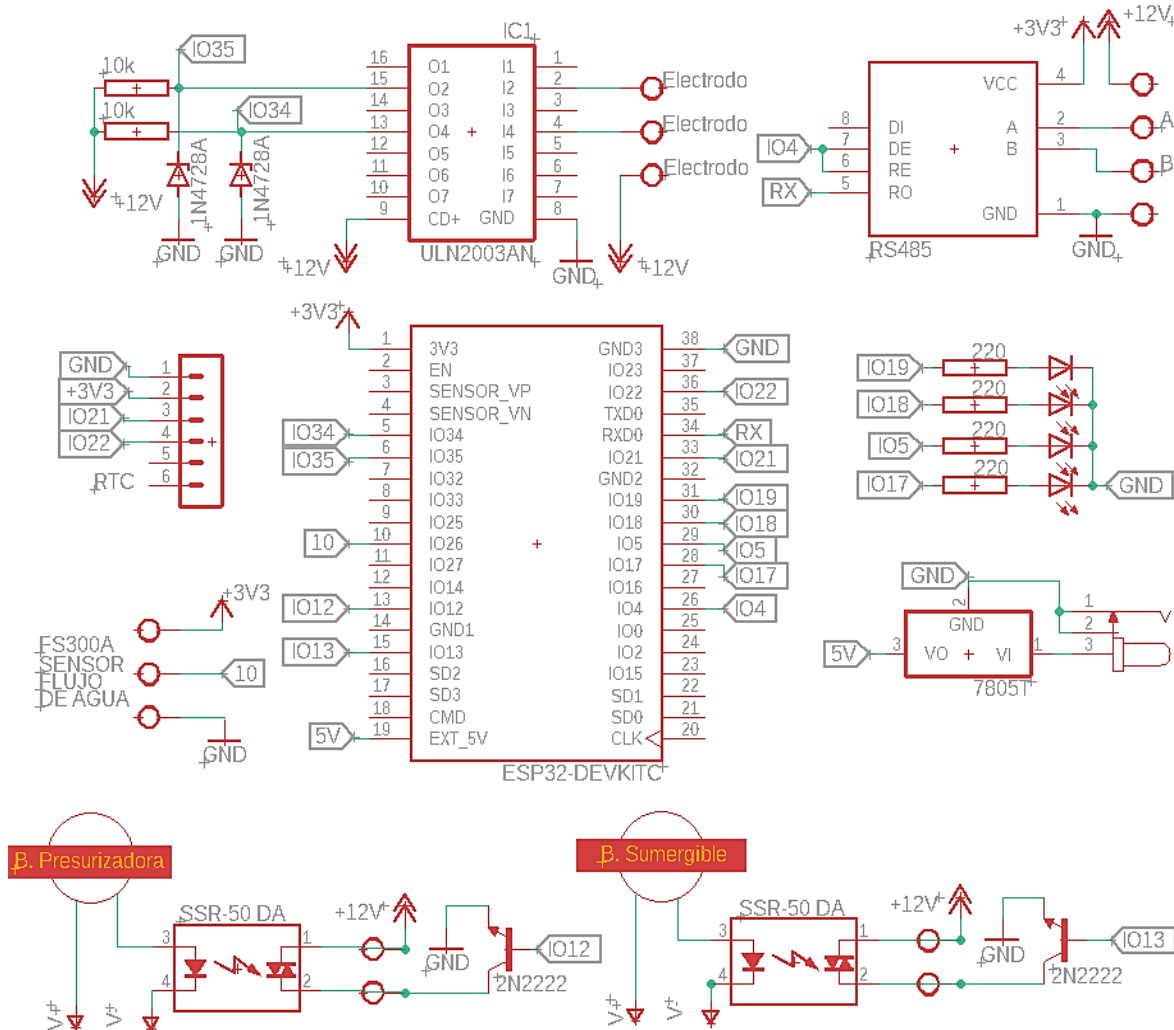 IC1
10k
IO35
10k
IO34
1N4728A
1N4728A
+12V
GND
GND
16
15
14
13
12
11
10
9
O1
O2
O3
O4
O5
O6
O7
CD+
I1
I2
I3
I4
I5
I6
I7
GND
1
2
3
4
5
6
7
8
ULN2003AN
+12V
GND
+12V
Electrodo
Electrodo
Electrodo
+3V3
+12V
VCC
4
8
DI
A
2
A
IO4
7
DE
B
3
B
6
RE
RX
5
RO
GND
1
RS485
GND
GND
1
+3V3
2
IO21
3
IO22
4
5
RTC
6
+3V3
1
3V3
GND3
38
GND
2
EN
IO23
37
3
SENSOR_VP
IO22
36
IO22
4
SENSOR_VN
TXD0
35
IO34
5
IO34
RXD0
34
RX
IO35
6
IO35
IO21
33
IO21
7
IO32
GND2
32
8
IO33
IO19
31
IO19
9
IO25
IO18
30
IO18
10
10
IO26
IO5
29
IO5
11
IO27
IO17
28
IO17
12
IO14
IO16
27
IO12
13
IO12
IO4
26
IO4
14
GND1
IO0
25
IO13
15
IO13
IO2
24
16
SD2
IO15
23
17
SD3
SD1
22
18
CMD
SD0
21
5V
19
EXT_5V
CLK
20
ESP32-DEVKITC
IO19
220
IO18
220
IO5
220
IO17
220
GND
GND
2
GND
5V
3
VO
VI
1
7805T
1
2
3
+3V3
FS300A
SENSOR
FLUJO
DE AGUA
10
GND
B. Presurizadora
SSR-50 DA
+12V
3
1
4
2
GND
IO12
2N2222
V+
V-
B. Sumergible
SSR-50 DA
+12V
3
1
4
2
GND
IO13
2N2222
V+
V-